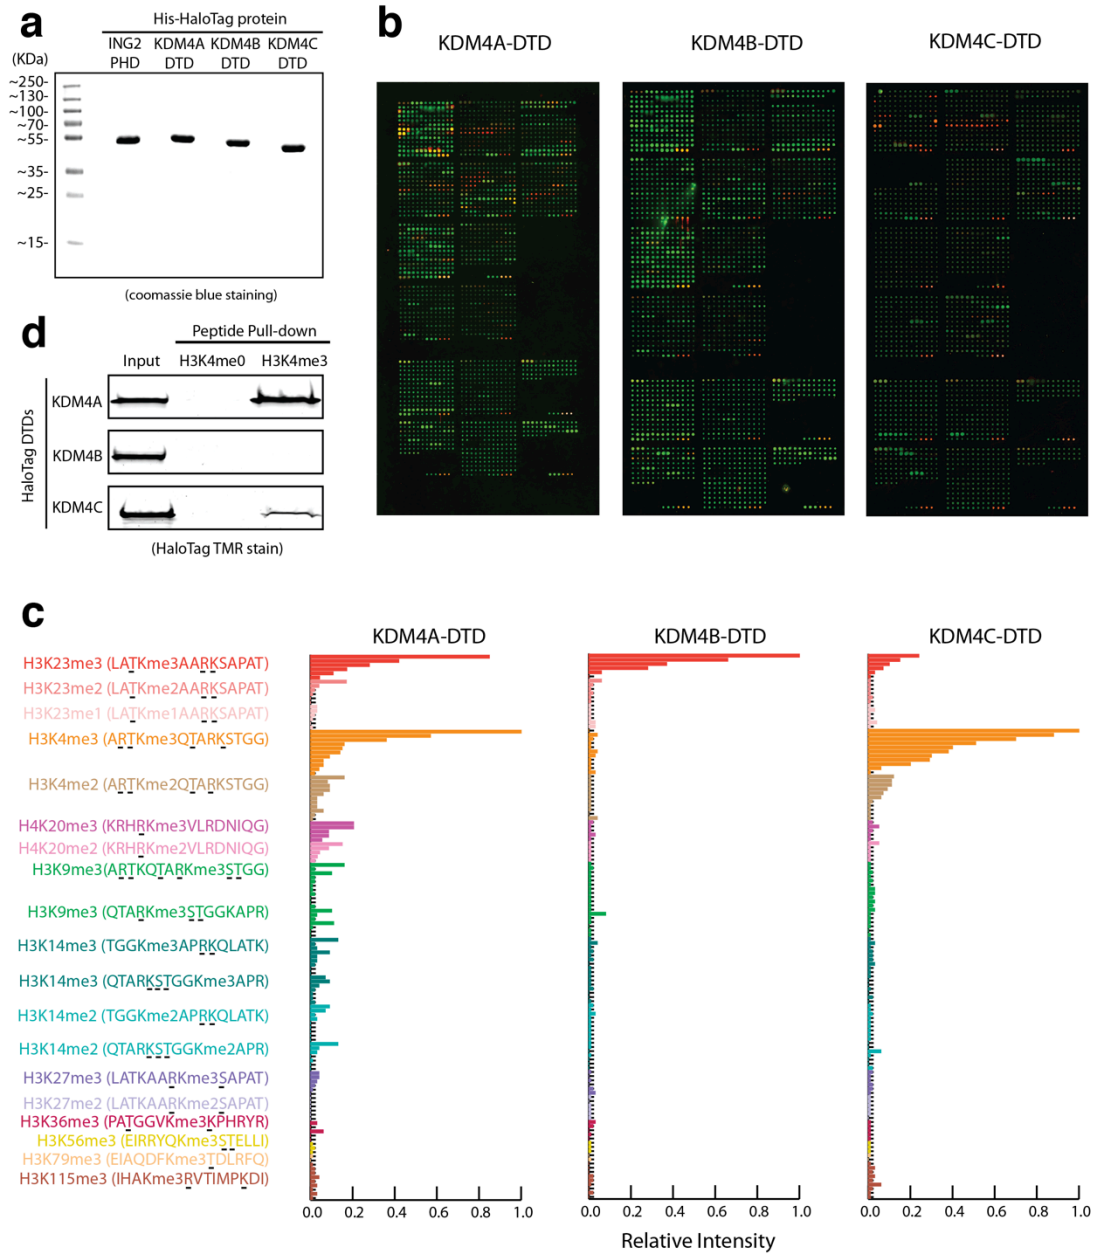 a
His-HaloTag protein
ING2 KDM4A KDM4B KDM4C
(KDa) PHD DTD DTD DTD
~250-
~130-
~100-
~70-
~55-
~35-
~25-
~15-
(coomassie blue staining)
b
KDM4A-DTD KDM4B-DTD KDM4C-DTD
d
Peptide Pull-down
Input H3K4me0 H3K4me3
HaloTag DTDs
KDM4A
KDM4B
KDM4C
(HaloTag TMR stain)
c
KDM4A-DTD KDM4B-DTD KDM4C-DTD
H3K23me3 (LATKme3AARKSAPAT)
H3K23me2 (LATKme2AARKSAPAT)
H3K23me1 (LATKme1AARKSAPAT)
H3K4me3 (ARTKme3QTARKSTGG)
H3K4me2 (ARTKme2QTARKSTGG)
H4K20me3 (KRHRKme3VLRDNIQG)
H4K20me2 (KRHRKme2VLRDNIQG)
H3K9me3(ARTKQTARKme3STGG)
H3K9me3 (QTARKme3STGGKAPR)
H3K14me3 (TGGKme3APRKQLATK)
H3K14me3 (QTARKSTGGKme3APR)
H3K14me2 (TGGKme2APRKQLATK)
H3K14me2 (QTARKSTGGKme2APR)
H3K27me3 (LATKAARKme3SAPAT)
H3K27me2 (LATKAARKme2SAPAT)
H3K36me3 (PATGGVKme3KPHRYR)
H3K56me3 (EIRRYQKme3STELLI)
H3K79me3 (EIAQDFKme3TDLRFQ)
H3K115me3 (IHAKme3RVTIMPKDI)
0.0 0.2 0.4 0.6 0.8 1.0 0.0 0.2 0.4 0.6 0.8 1.0 0.0 0.2 0.4 0.6 0.8 1.0
Relative Intensity